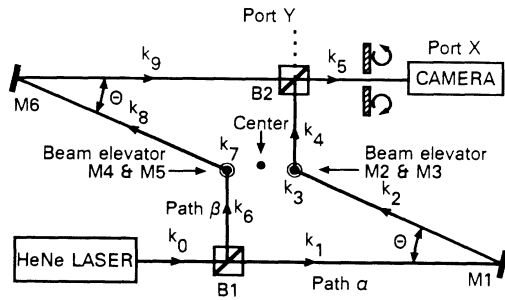 Port Y
k9
B2
k5
Port X
CAMERA
M6
Θ
k8
k4
Center
k7
Beam elevator
M4 & M5
k3
Beam elevator
M2 & M3
k2
Path β
k6
k0
k1
Θ
HeNe LASER
B1
Path α
M1